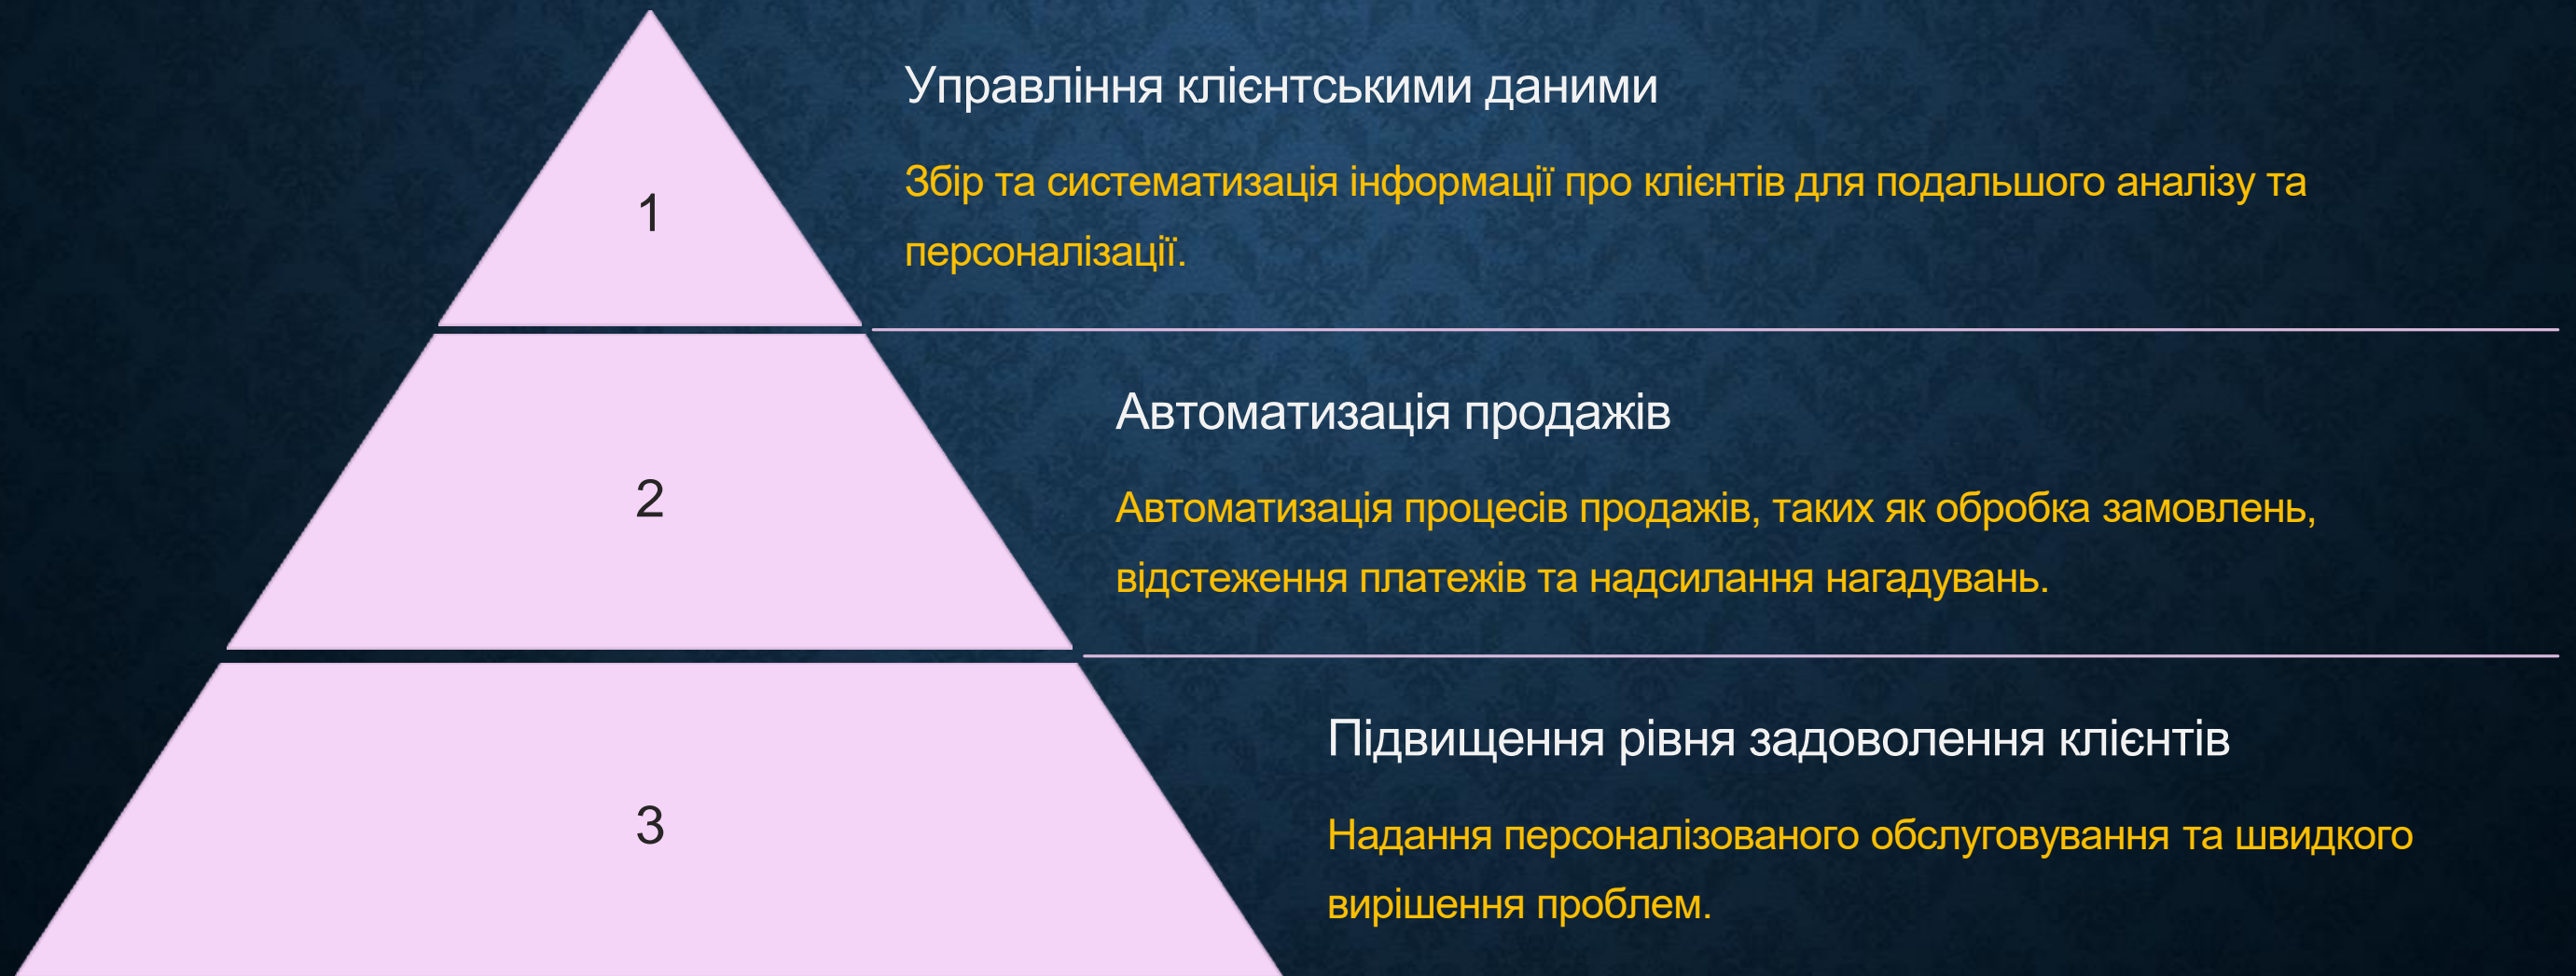 1
Управління клієнтськими даними
Збір та систематизація інформації про клієнтів для подальшого аналізу та
персоналізації.
2
Автоматизація продажів
Автоматизація процесів продажів, таких як обробка замовлень,
відстеження платежів та надсилання нагадувань.
3
Підвищення рівня задоволення клієнтів
Надання персоналізованого обслуговування та швидкого
вирішення проблем.